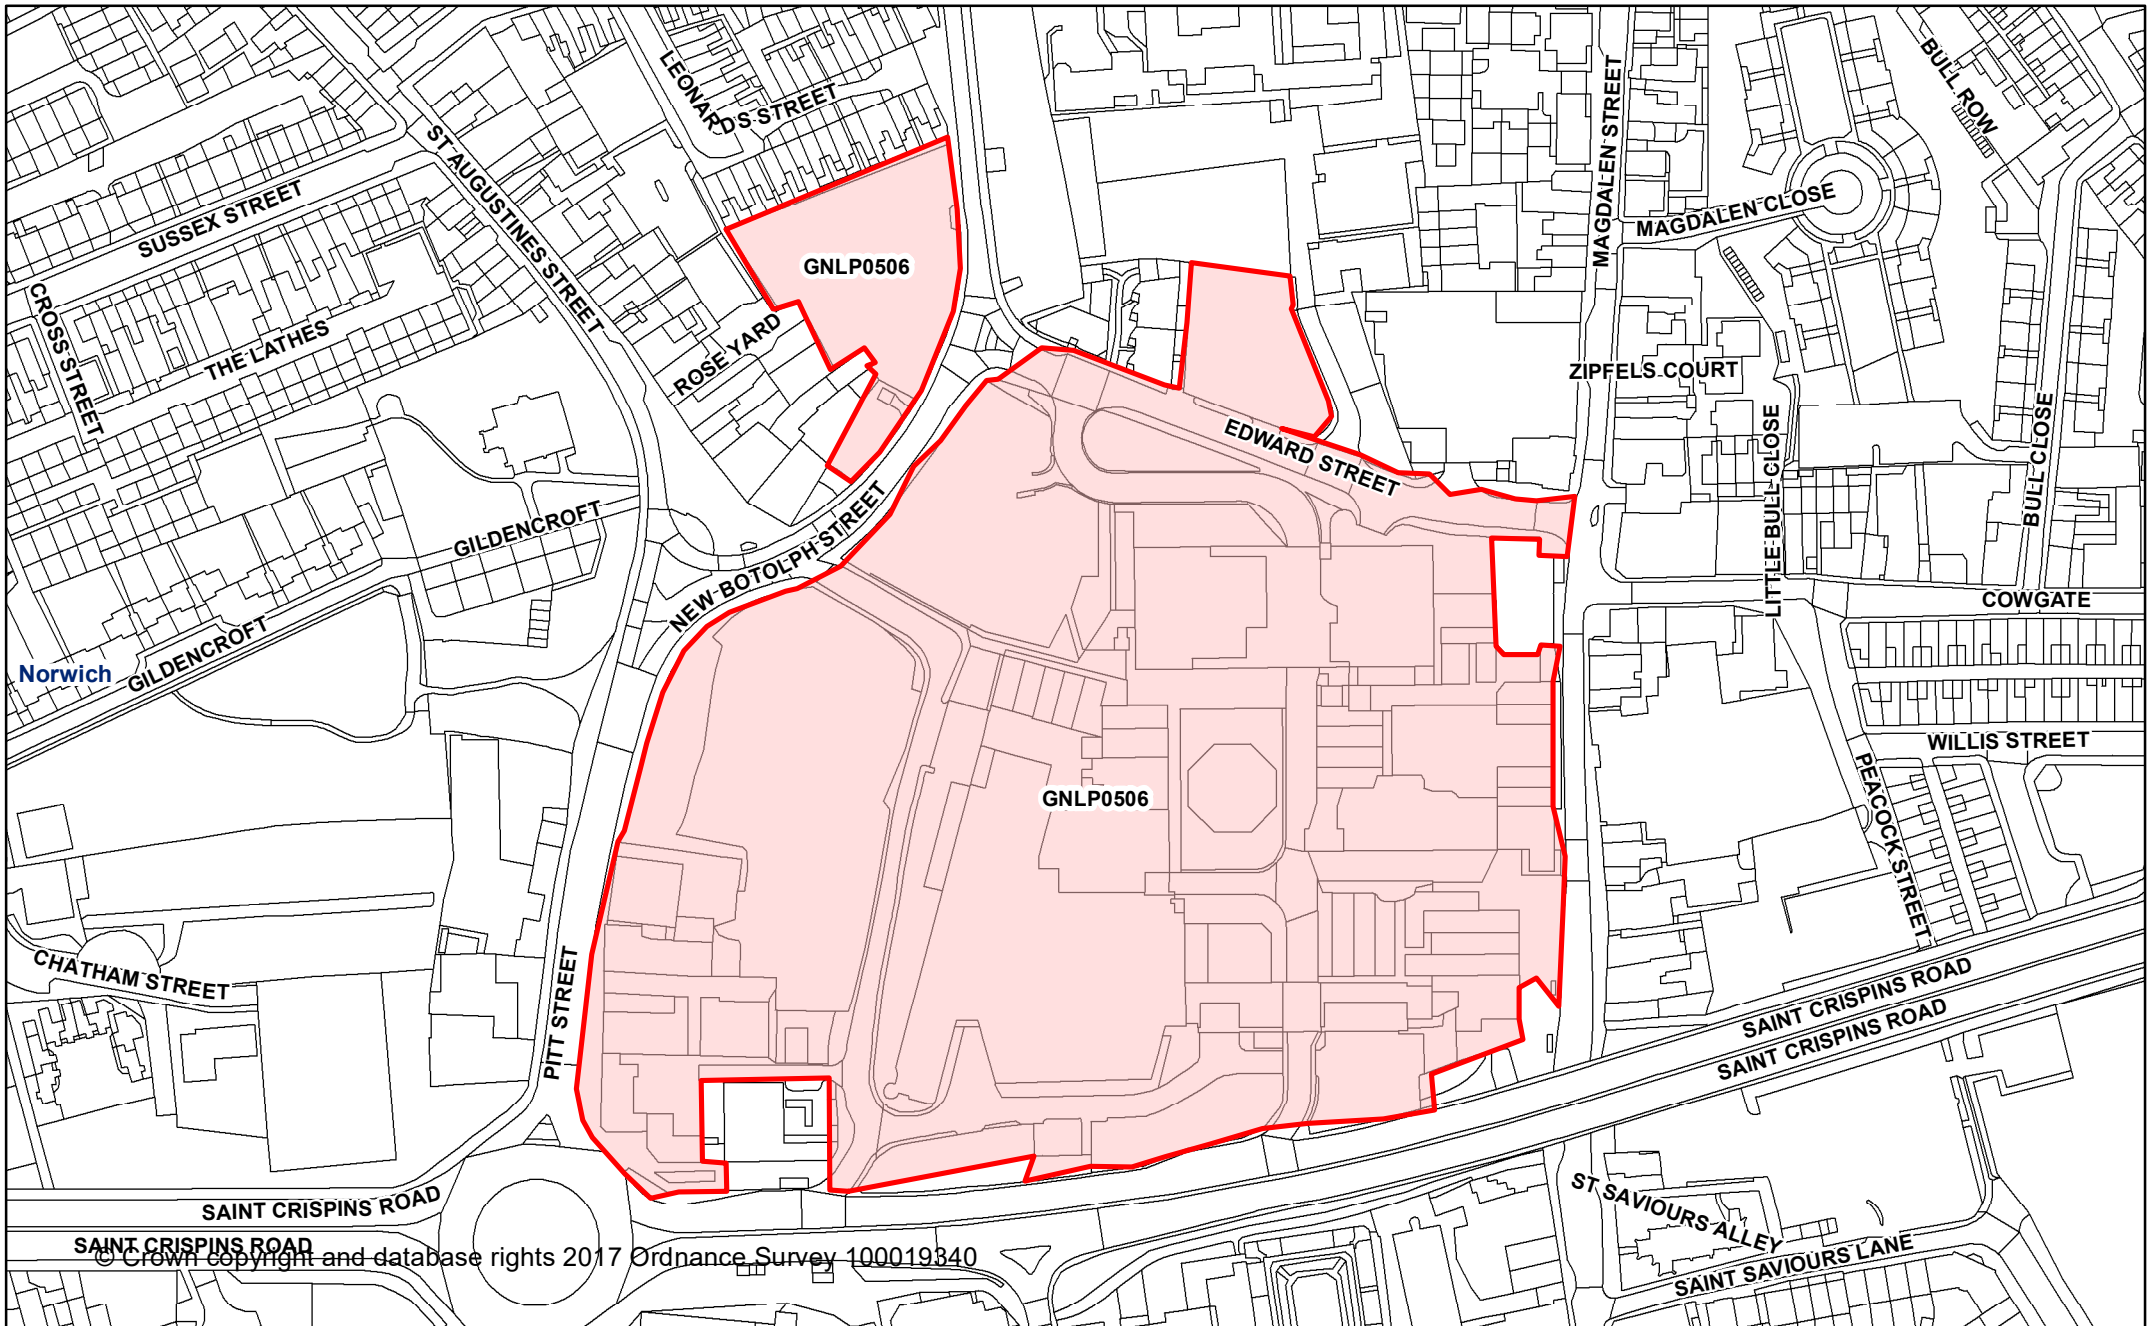 LEONARDS STREET
BULL ROW
MAGDALEN STREET
ST AUGUSTINES STREET
SUSSEX STREET
MAGDALEN CLOSE
GNLP0506
CROSS STREET
THE LATHES
ROSE YARD
ZIPFELS COURT
EDWARD STREET
LITTLE BULL CLOSE
BULL CLOSE
GILDENCROFT
NEW BOTOLPH STREET
COWGATE
GILDENCROFT
Norwich
WILLIS STREET
GNLP0506
PEACOCK STREET
CHATHAM STREET
PITT STREET
SAINT CRISPINS ROAD
SAINT CRISPINS ROAD
SAINT CRISPINS ROAD
SAINT CRISPINS ROAD
ST SAVIOURS ALLEY
SAINT SAVIOURS LANE
© Crown copyright and database rights 2017 Ordnance Survey 100019340